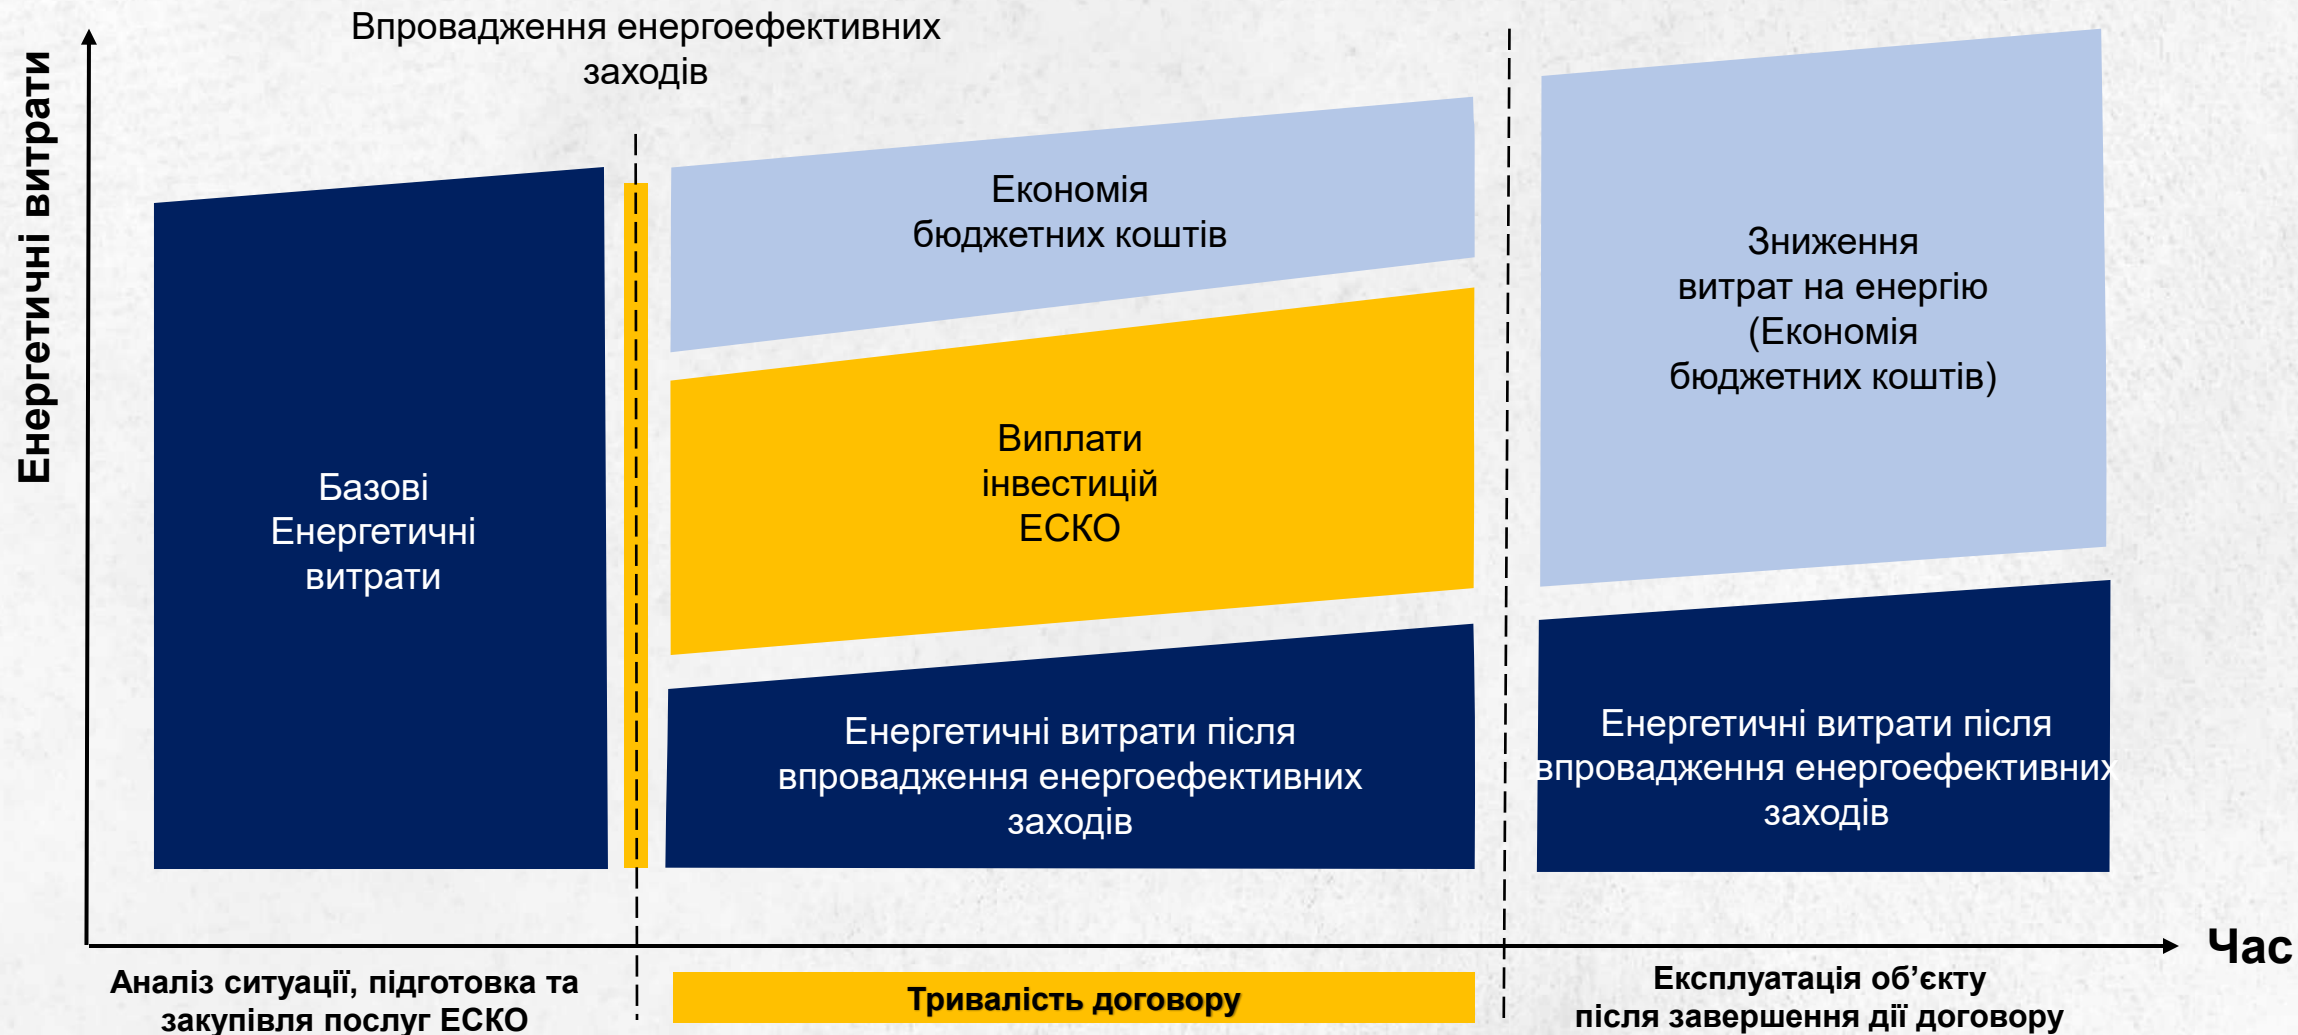 Впровадження енергоефективних
заходів
Енергетичні витрати
Базові
Енергетичні
витрати
Економія
бюджетних коштів
Виплати
інвестицій
ЕСКО
Енергетичні витрати після
впровадження енергоефективних
заходів
Зниження
витрат на енергію
(Економія
бюджетних коштів)
Енергетичні витрати після
впровадження енергоефективних
заходів
Час
Аналіз ситуації, підготовка та
закупівля послуг ЕСКО
Тривалість договору
Експлуатація об’єкту
після завершення дії договору